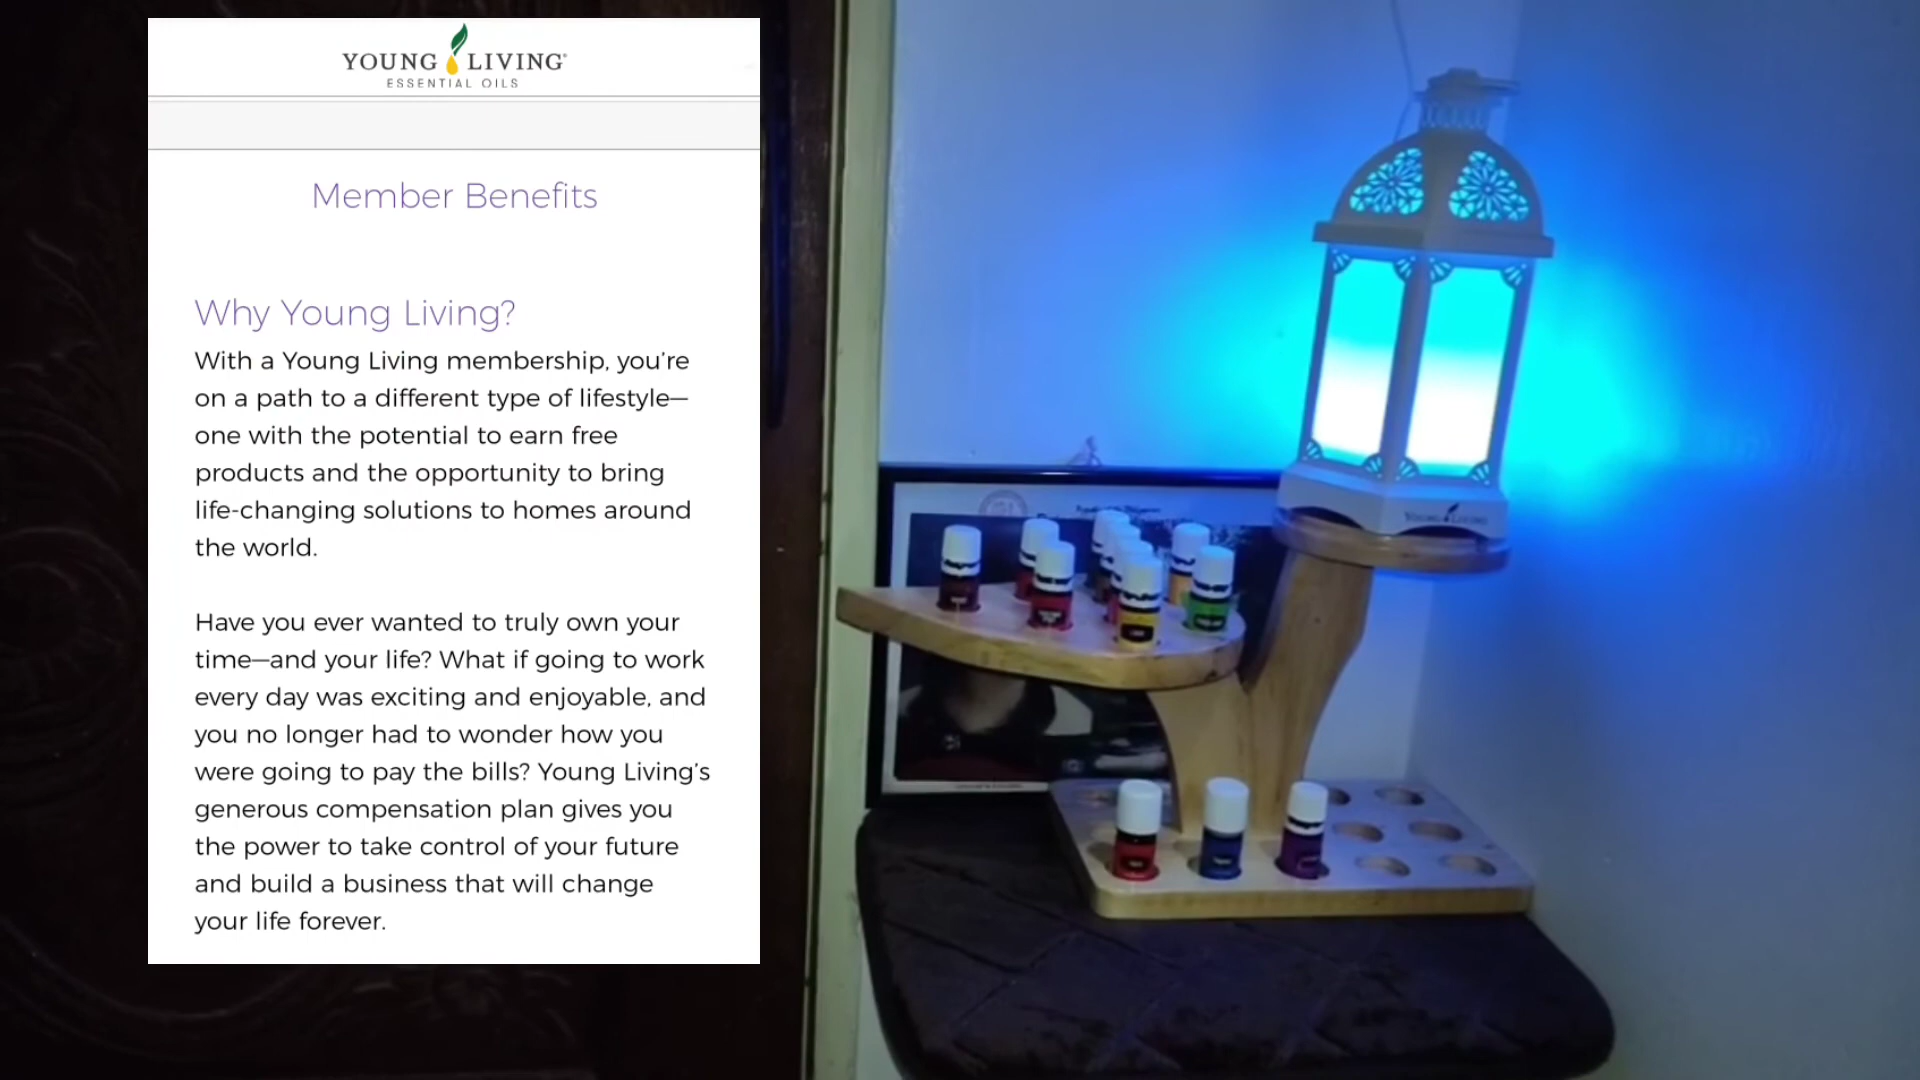 YOUNG LIVING®
ESSENTIAL OILS
Member Benefits
Why Young Living?
With a Young Living membership, you’re
on a path to a different type of lifestyle—
one with the potential to earn free
products and the opportunity to bring
life-changing solutions to homes around
the world.
Have you ever wanted to truly own your
time—and your life? What if going to work
every day was exciting and enjoyable, and
you no longer had to wonder how you
were going to pay the bills? Young Living’s
generous compensation plan gives you
the power to take control of your future
and build a business that will change
your life forever.
YOUNG LIVING